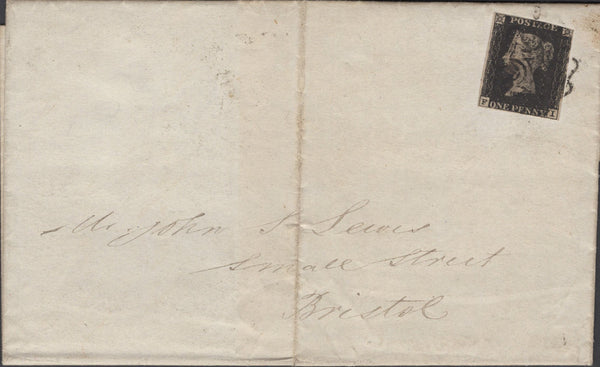 POSTAGE
ONE PENNY
F I
Mr John S Lewis
Small Street
Bristol